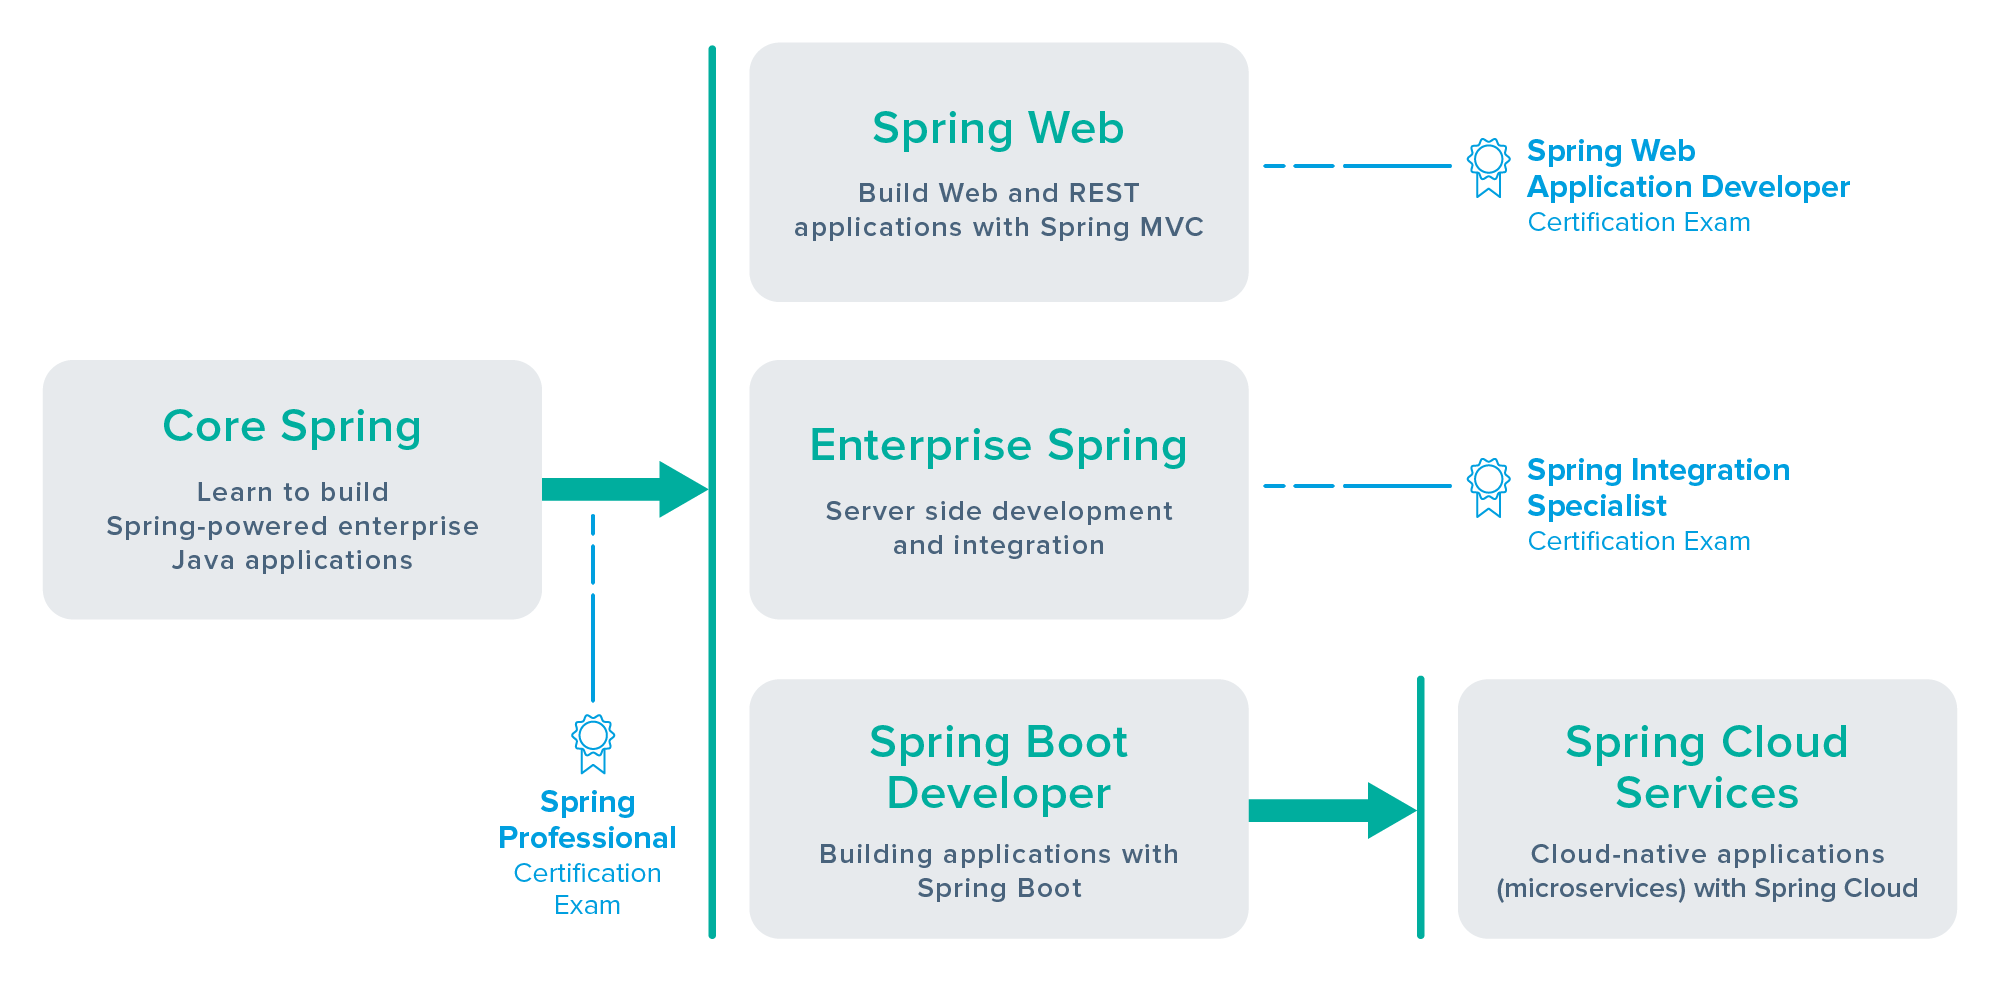 Core Spring
Learn to build
Spring-powered enterprise
Java applications
Spring
Professional
Certification
Exam
Spring Web
Build Web and REST
applications with Spring MVC
Spring Web
Application Developer
Certification Exam
Enterprise Spring
Server side development
and integration
Spring Integration
Specialist
Certification Exam
Spring Boot
Developer
Building applications with
Spring Boot
Spring Cloud
Services
Cloud-native applications
(microservices) with Spring Cloud